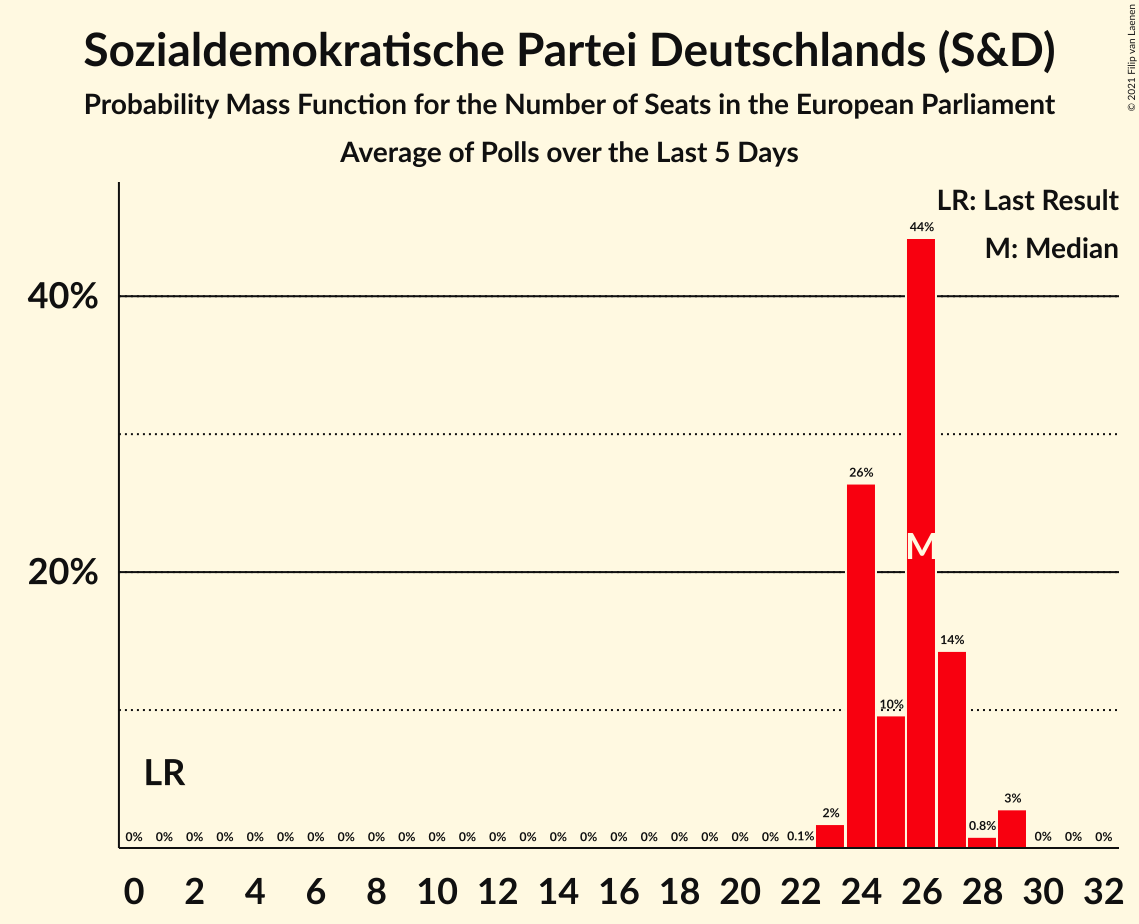 Sozialdemokratische Partei Deutschlands (S&D)
Probability Mass Function for the Number of Seats in the European Parliament
Average of Polls over the Last 5 Days
© 2021 Filip van Laenen
LR: Last Result
M: Median
44%
40%
26%
M
20%
14%
10%
LR
3%
2%
0% 0% 0% 0% 0% 0% 0% 0% 0% 0% 0% 0% 0% 0% 0% 0% 0% 0% 0% 0% 0% 0% 0.1% 0.8% 0% 0% 0%
0 2 4 6 8 10 12 14 16 18 20 22 24 26 28 30 32